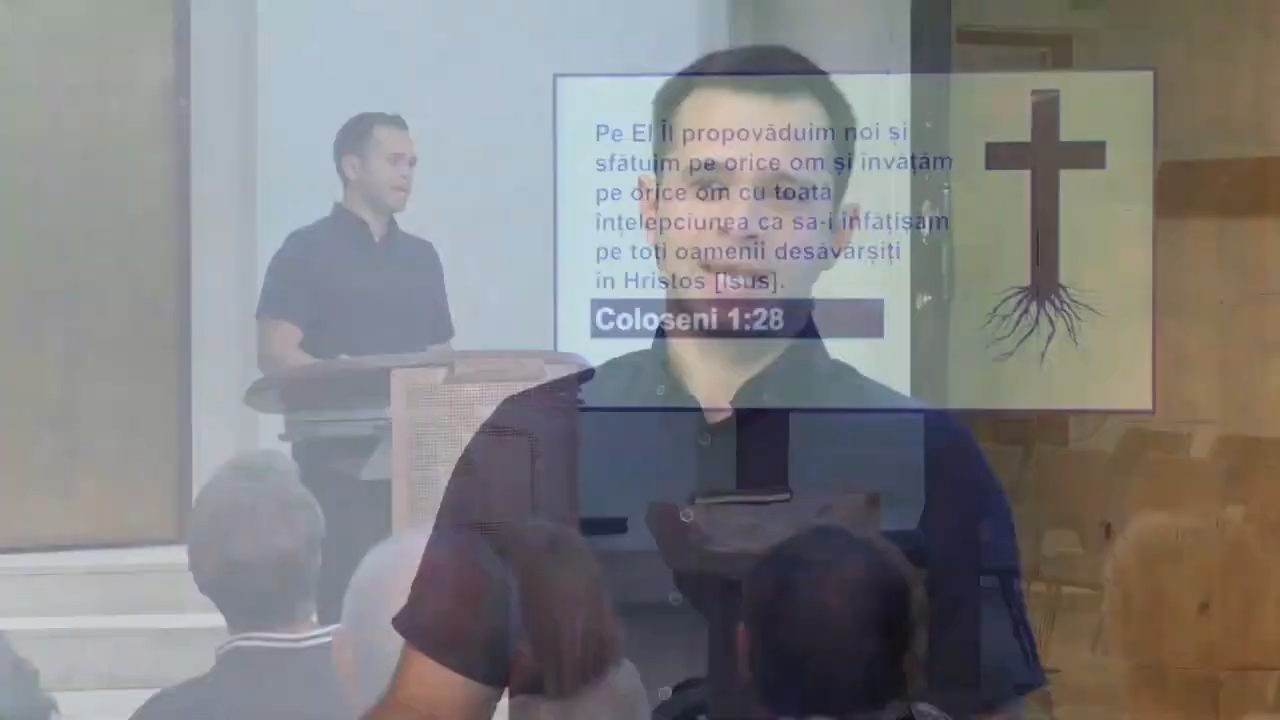 Pe El Îl propovăduim noi și
sfătuim pe orice om și învățăm
pe orice om cu toată
înțelepciunea ca să-i înfățișăm
pe toți oamenii desăvârșiți
în Hristos [Isus].
Coloseni 1:28